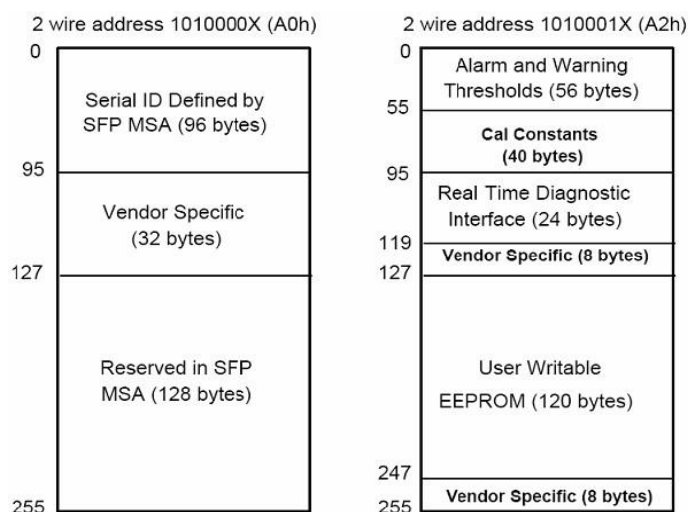 2 wire address 1010000X (A0h)
0
Serial ID Defined by
SFP MSA (96 bytes)
95
Vendor Specific
(32 bytes)
127
Reserved in SFP
MSA (128 bytes)
255
2 wire address 1010001X (A2h)
0
Alarm and Warning
Thresholds (56 bytes)
55
Cal Constants
(40 bytes)
95
Real Time Diagnostic
Interface (24 bytes)
119
Vendor Specific (8 bytes)
127
User Writable
EEPROM (120 bytes)
247
Vendor Specific (8 bytes)
255